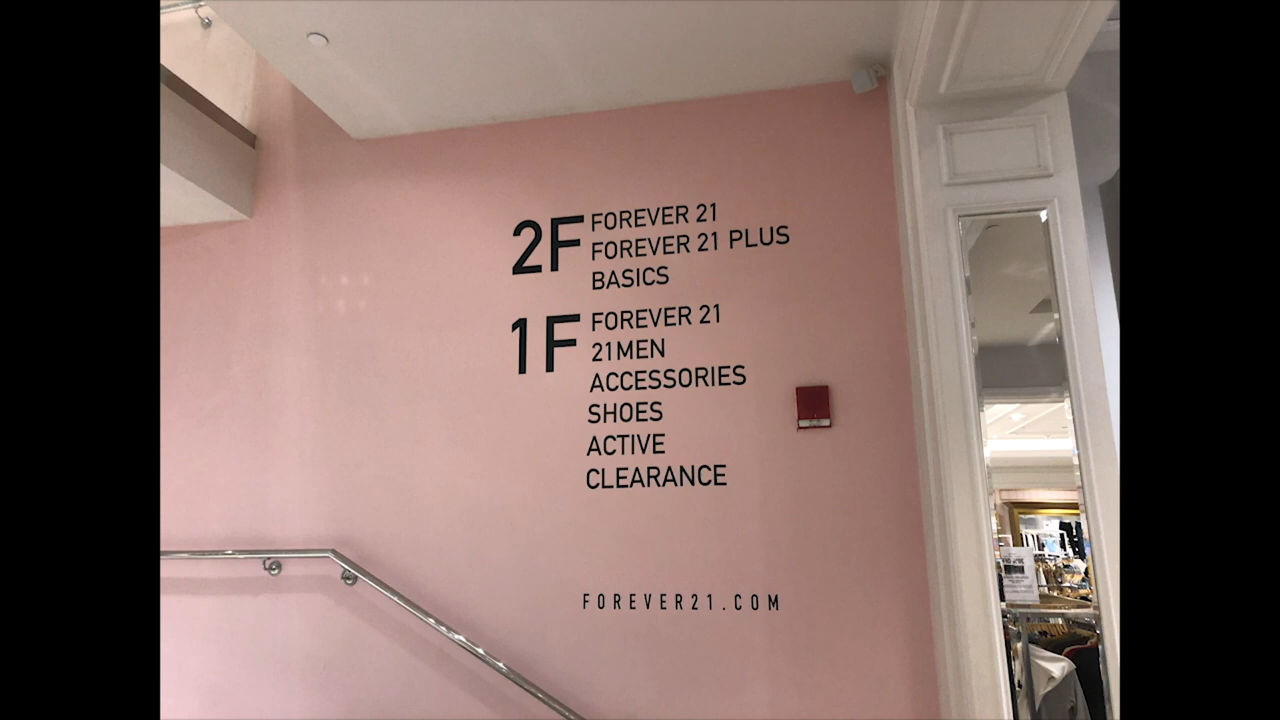 2F FOREVER 21
FOREVER 21 PLUS
BASICS
1F FOREVER 21
21MEN
ACCESSORIES
SHOES
ACTIVE
CLEARANCE
FOREVER21.COM